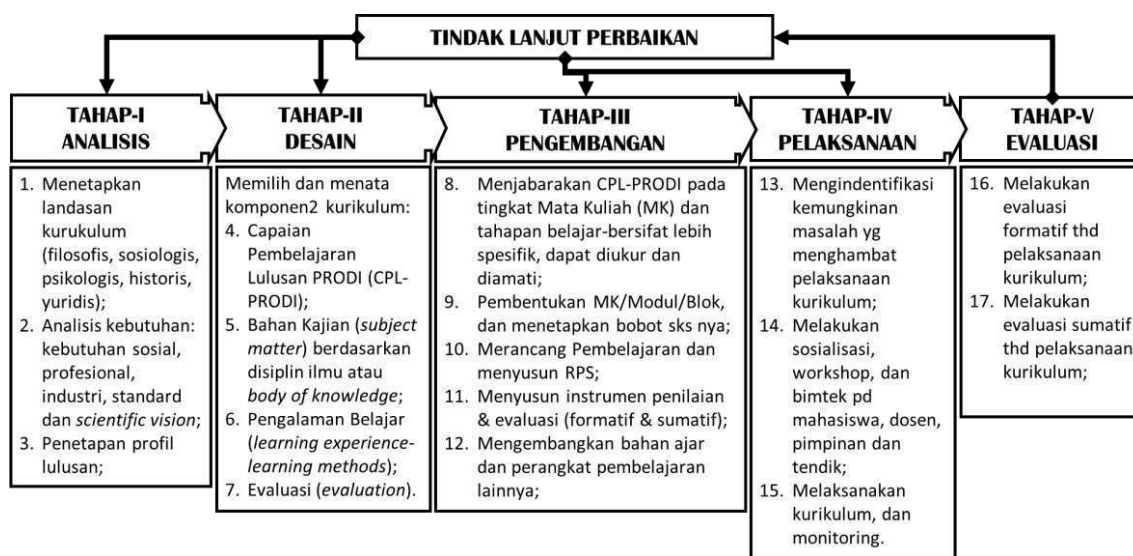 TINDAK LANJUT PERBAIKAN
TAHAP-I
ANALISIS
1. Menetapkan
landasan
kurukulum
(filosofis, sosiologis,
psikologis, historis,
yuridis);
2. Analisis kebutuhan:
kebutuhan sosial,
profesional,
industri, standard
dan scientific vision;
3. Penetapan profil
lulusan;
TAHAP-II
DESAIN
Memilih dan menata
komponen2 kurikulum:
4. Capaian
Pembelajaran
Lulusan PRODI (CPL-
PRODI);
5. Bahan Kajian (subject
matter) berdasarkan
disiplin ilmu atau
body of knowledge;
6. Pengalaman Belajar
(learning experience-
learning methods);
7. Evaluasi (evaluation).
TAHAP-III
PENGEMBANGAN
8. Menjabarakan CPL-PRODI pada
tingkat Mata Kuliah (MK) dan
tahapan belajar-bersifat lebih
spesifik, dapat diukur dan
diamati;
9. Pembentukan MK/Modul/Blok,
dan menetapkan bobot sks nya;
10. Merancang Pembelajaran dan
menyusun RPS;
11. Menyusun instrumen penilaian
& evaluasi (formatif & sumatif);
12. Mengembangkan bahan ajar
dan perangkat pembelajaran
lainnya;
TAHAP-IV
PELAKSANAAN
13. Mengindentifikasi
kemungkinan
masalah yg
menghambat
pelaksanaan
kurikulum;
14. Melakukan
sosialisasi,
workshop, dan
bimtek pd
mahasiswa, dosen,
pimpinan dan
tendik;
15. Melaksanakan
kurikulum, dan
monitoring.
TAHAP-V
EVALUASI
16. Melakukan
evaluasi
formatif thd
pelaksanaan
kurikulum;
17. Melakukan
evaluasi sumatif
thd pelaksanaan
kurikulum;